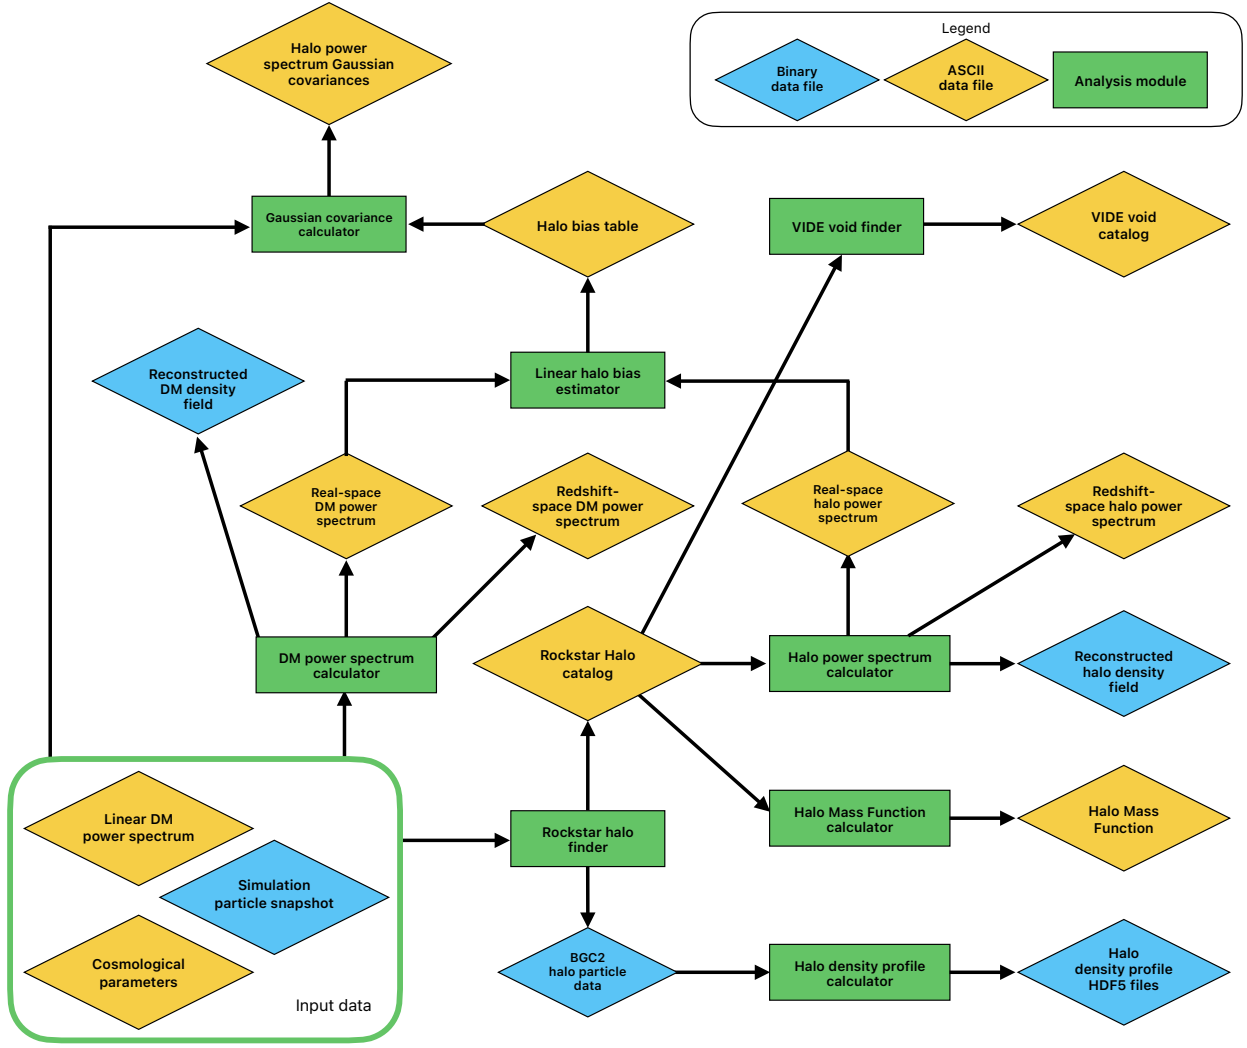 Halo power
spectrum Gaussian
covariances
Legend
Binary
data file
ASCII
data file
Analysis module
Gaussian covariance
calculator
Halo bias table
VIDE void finder
VIDE void
catalog
Reconstructed
DM density
field
Linear halo bias
estimator
Real-space
DM power
spectrum
Redshift-
space DM power
spectrum
Real-space
halo power
spectrum
Redshift-
space halo power
spectrum
DM power spectrum
calculator
Rockstar Halo
catalog
Halo power spectrum
calculator
Reconstructed
halo density
field
Linear DM
power spectrum
Simulation
particle snapshot
Cosmological
parameters
Input data
Rockstar halo
finder
Halo Mass Function
calculator
Halo Mass
Function
BGC2
halo particle
data
Halo density profile
calculator
Halo
density profile
HDF5 files